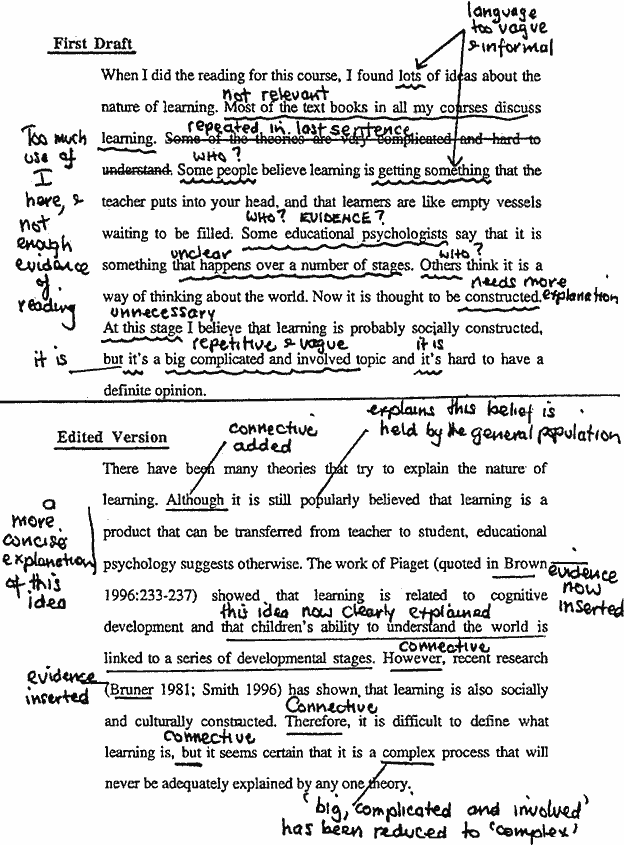 language
too vague
& informal
First Draft
When I did the reading for this course, I found lots of ideas about the
not relevant
nature of learning. Most of the text books in all my courses discuss
repeated in last sentence
learning. Some of the theories are very complicated and hard to
WHO?
understand. Some people believe learning is getting something that the
teacher puts into your head, and that learners are like empty vessels
WHO? EVIDENCE?
waiting to be filled. Some educational psychologists say that it is
unclear WHO?
something that happens over a number of stages. Others think it is a
needs more
way of thinking about the world. Now it is thought to be constructed. explanation
unnecessary
At this stage I believe that learning is probably socially constructed,
repetitive & vague it is
it is but it's a big complicated and involved topic and it's hard to have a
definite opinion.
Too much
use of
I
here, &
not
enough
evidence
of
reading
explains this belief is
held by the general population
connective
added
Edited Version
There have been many theories that try to explain the nature of
learning. Although it is still popularly believed that learning is a
product that can be transferred from teacher to student, educational
psychology suggests otherwise. The work of Piaget (quoted in Brown
1996:233-237) showed that learning is related to cognitive
this idea now clearly explained
development and that children's ability to understand the world is
connective
linked to a series of developmental stages. However, recent research
(Bruner 1981; Smith 1996) has shown that learning is also socially
Connective
and culturally constructed. Therefore, it is difficult to define what
connective
learning is, but it seems certain that it is a complex process that will
never be adequately explained by any one theory.
a
more
concise
explanation
of this
idea
evidence
now
inserted
evidence
inserted
'big, complicated and involved'
has been reduced to 'complex'